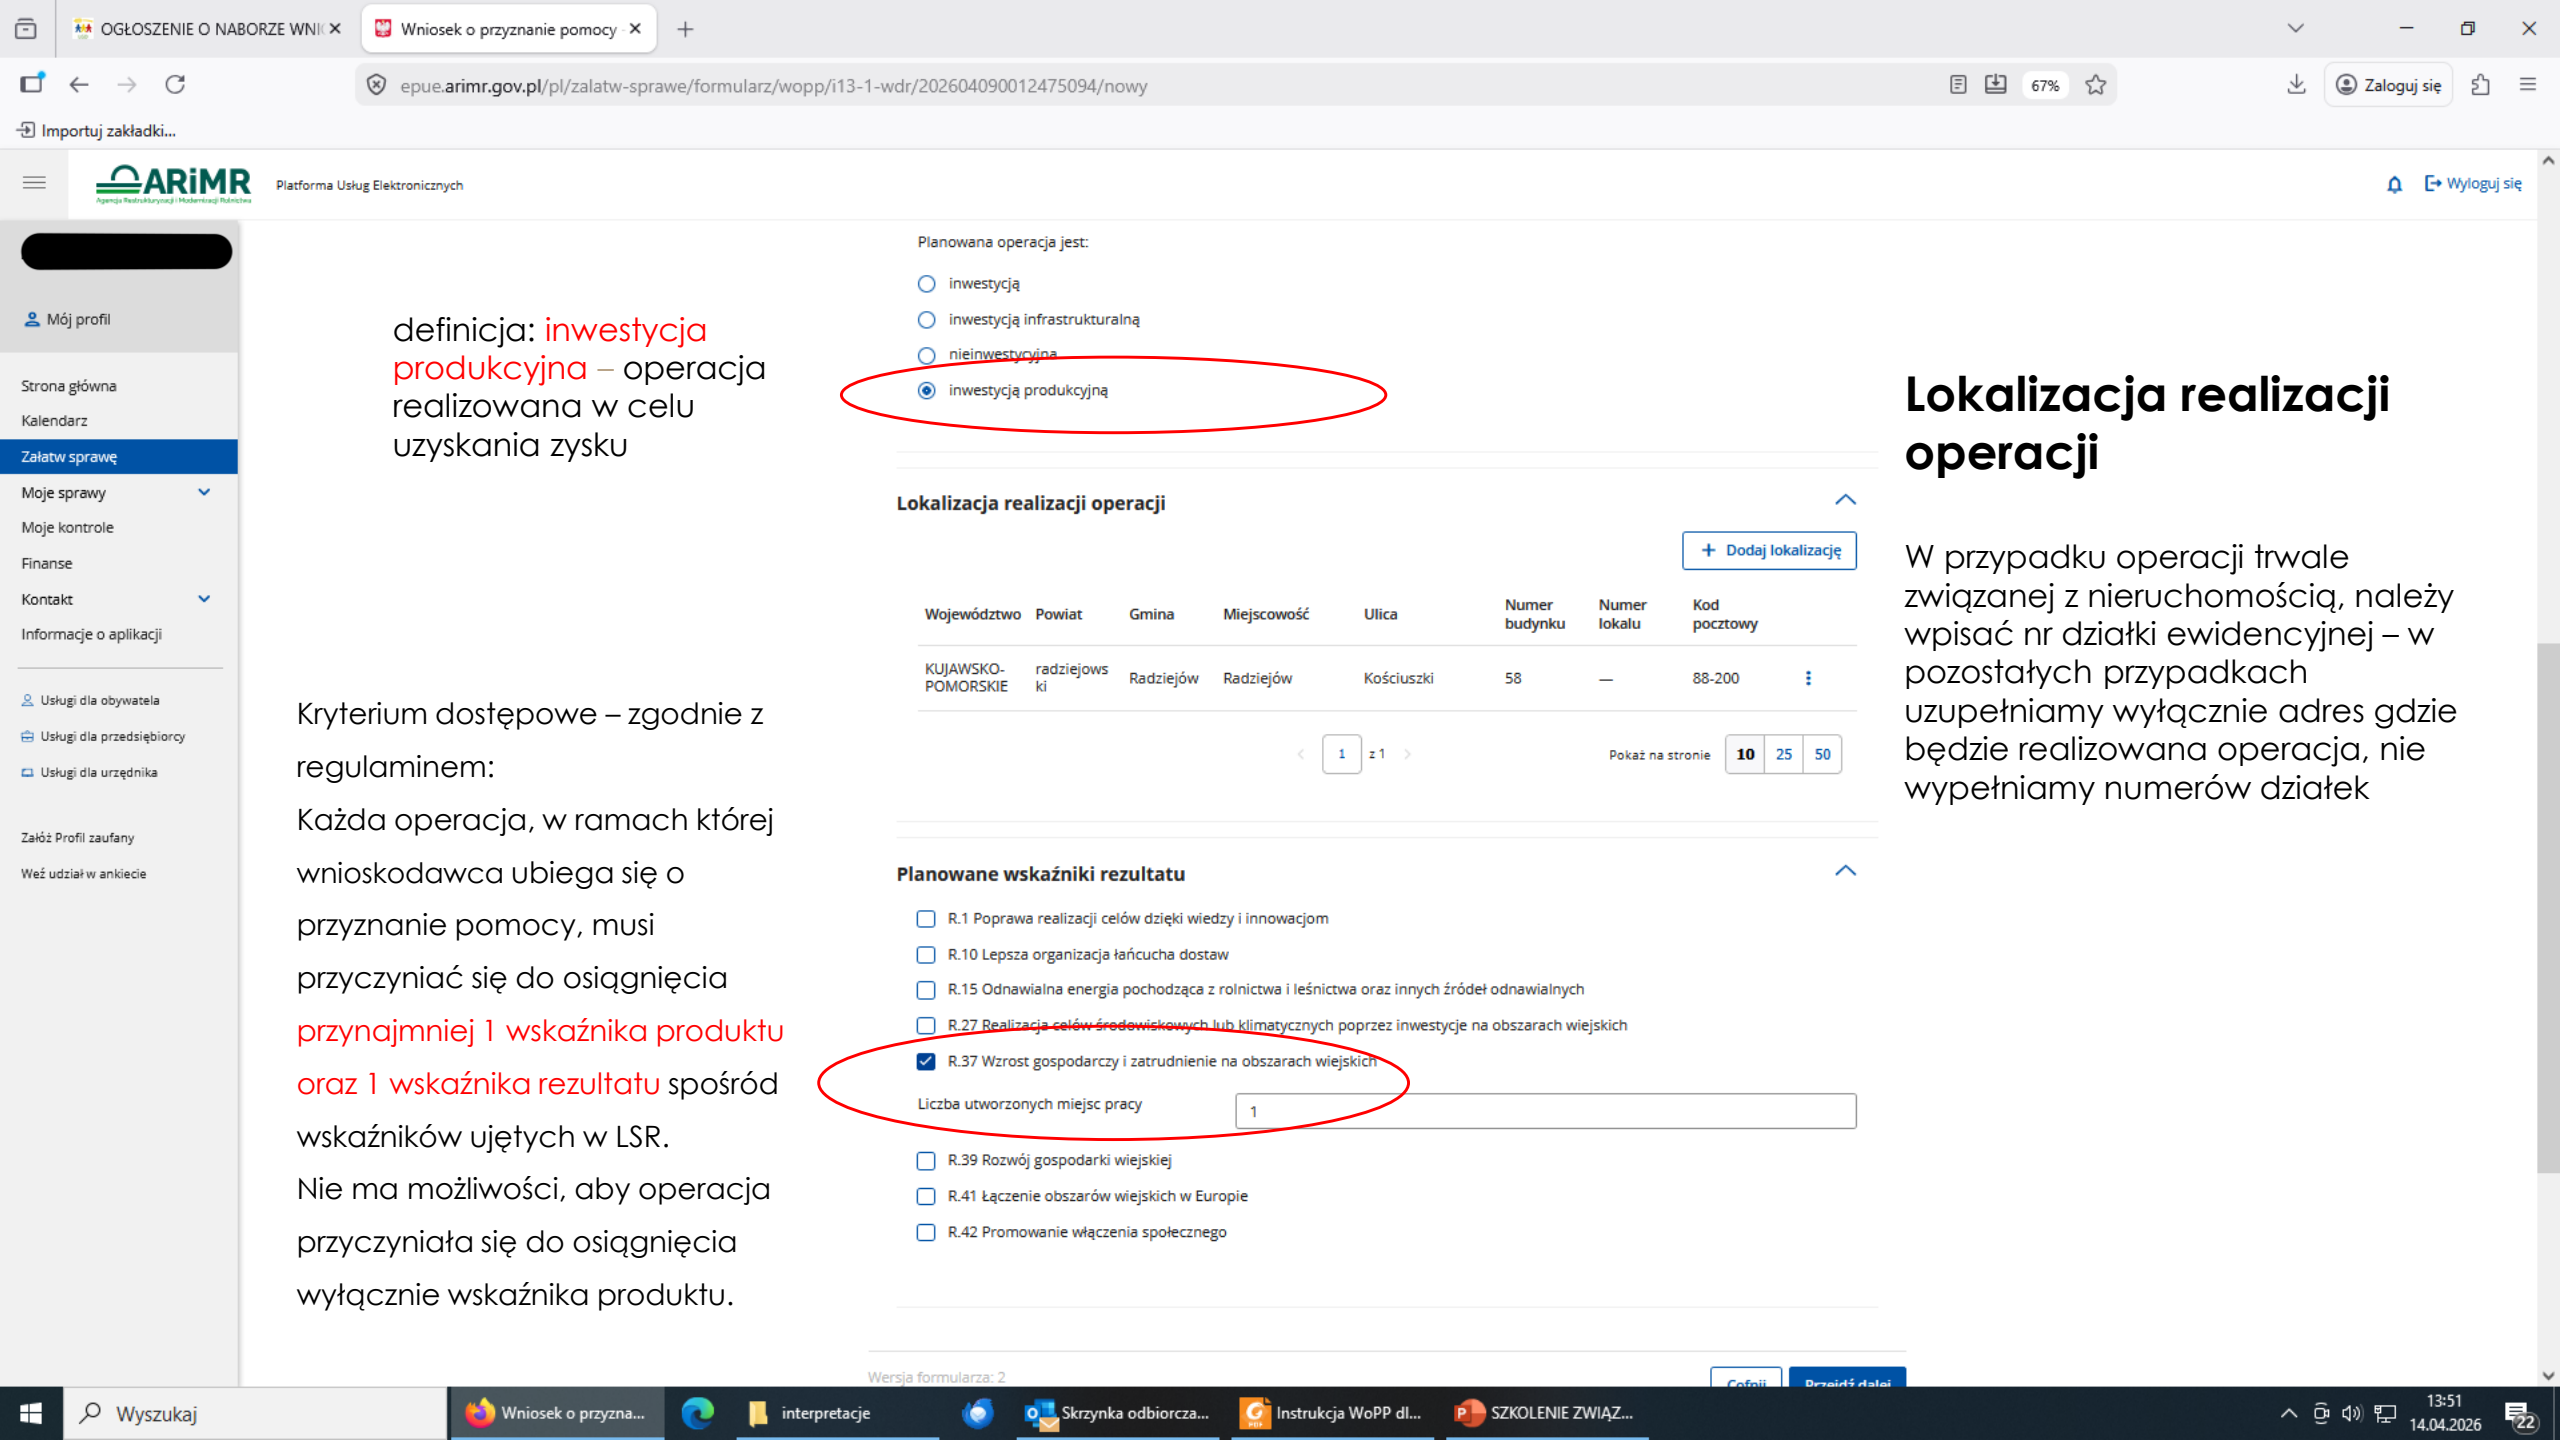 OGŁOSZENIE O NABORZE WNI
Wniosek o przyznanie pomocy -
epue.arimr.gov.pl/pl/zalatw-sprawe/formularz/wopp/i13-1-wdr/202604090012475094/nowy
67%
Zaloguj się
Importuj zakładki...
ARiMR
Agencja Restrukturyzacji i Modernizacji Rolnictwa
Platforma Usług Elektronicznych
Wyloguj się
Mój profil
Strona główna
Kalendarz
Załatw sprawę
Moje sprawy
Moje kontrole
Finanse
Kontakt
Informacje o aplikacji
Usługi dla obywatela
Usługi dla przedsiębiorcy
Usługi dla urzędnika
Załóż Profil zaufany
Weź udział w ankiecie
definicja: inwestycja
produkcyjna – operacja
realizowana w celu
uzyskania zysku
Kryterium dostępowe – zgodnie z
regulaminem:
Każda operacja, w ramach której
wnioskodawca ubiega się o
przyznanie pomocy, musi
przyczyniać się do osiągnięcia
przynajmniej 1 wskaźnika produktu
oraz 1 wskaźnika rezultatu spośród
wskaźników ujętych w LSR.
Nie ma możliwości, aby operacja
przyczyniała się do osiągnięcia
wyłącznie wskaźnika produktu.
Planowana operacja jest:
inwestycją
inwestycją infrastrukturalną
nieinwestycyjna
inwestycją produkcyjną
Lokalizacja realizacji operacji
+ Dodaj lokalizację
Województwo Powiat Gmina Miejscowość Ulica Numer budynku Numer lokalu Kod pocztowy
KUJAWSKO-POMORSKIE radziejowski Radziejów Radziejów Kościuszki 58 — 88-200
1 z 1
Pokaż na stronie 10 25 50
Planowane wskaźniki rezultatu
R.1 Poprawa realizacji celów dzięki wiedzy i innowacjom
R.10 Lepsza organizacja łańcucha dostaw
R.15 Odnawialna energia pochodząca z rolnictwa i leśnictwa oraz innych źródeł odnawialnych
R.27 Realizacja celów środowiskowych lub klimatycznych poprzez inwestycje na obszarach wiejskich
R.37 Wzrost gospodarczy i zatrudnienie na obszarach wiejskich
Liczba utworzonych miejsc pracy
1
R.39 Rozwój gospodarki wiejskiej
R.41 Łączenie obszarów wiejskich w Europie
R.42 Promowanie włączenia społecznego
Wersja formularza: 2
Cofnij
Przejdź dalej
Lokalizacja realizacji
operacji
W przypadku operacji trwale
związanej z nieruchomością, należy
wpisać nr działki ewidencyjnej – w
pozostałych przypadkach
uzupełniamy wyłącznie adres gdzie
będzie realizowana operacja, nie
wypełniamy numerów działek
Wyszukaj
Wniosek o przyzna...
interpretacje
Skrzynka odbiorcza...
Instrukcja WoPP dl...
SZKOLENIE ZWIĄZ...
13:51
14.04.2026
22